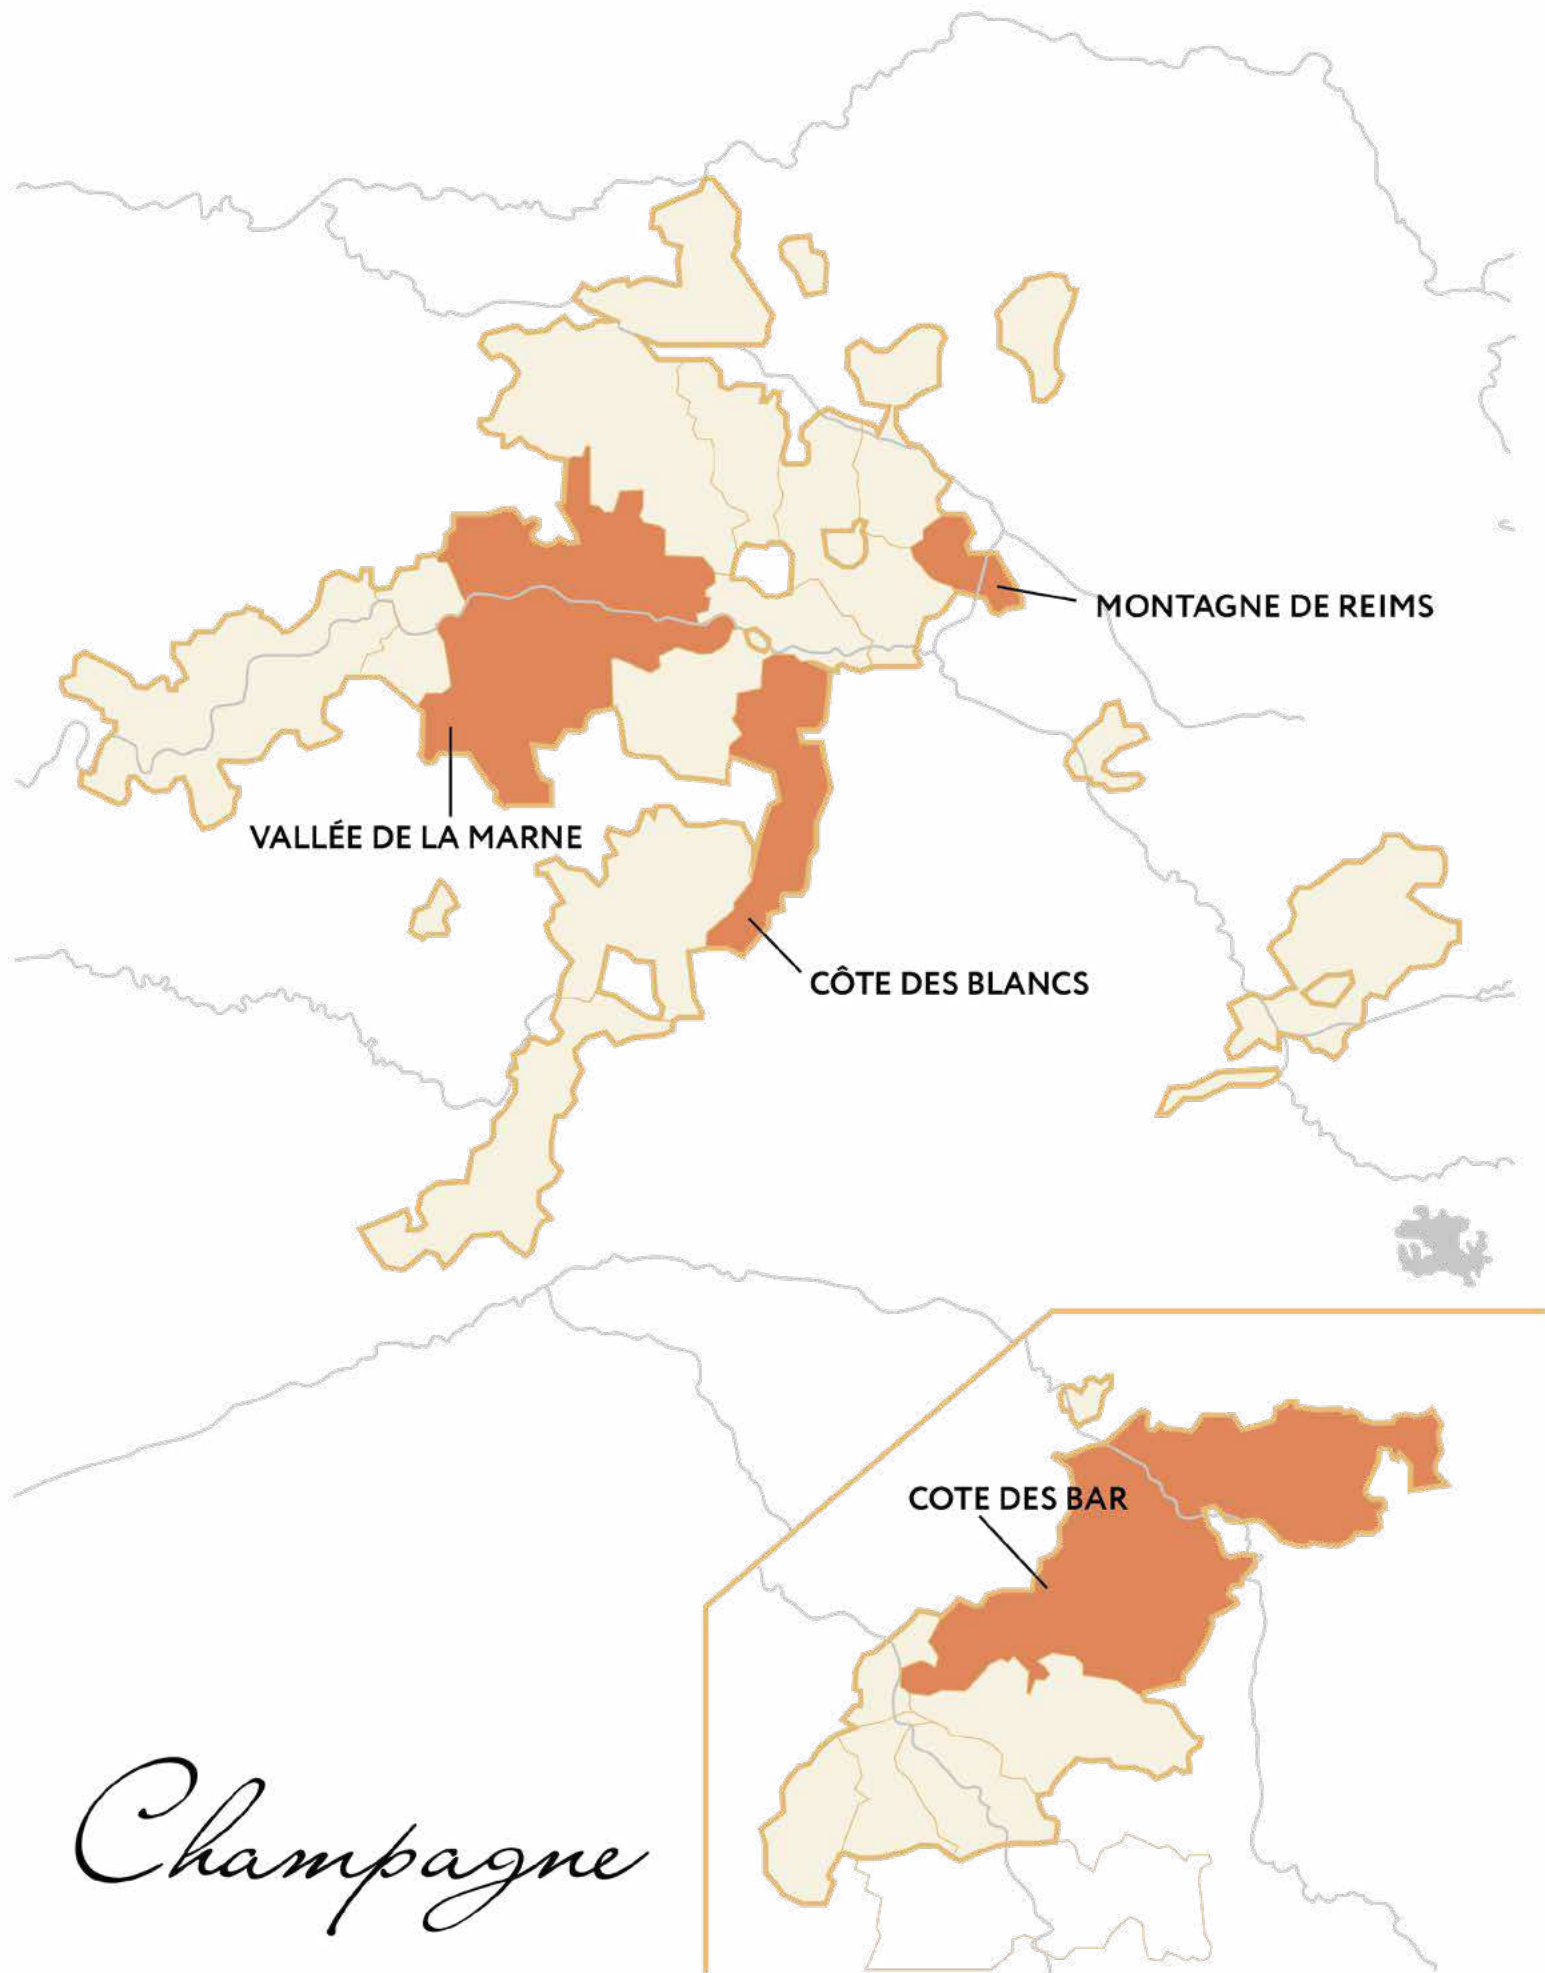 MONTAGNE DE REIMS
VALLÉE DE LA MARNE
CÔTE DES BLANCS
COTE DES BAR
Champagne